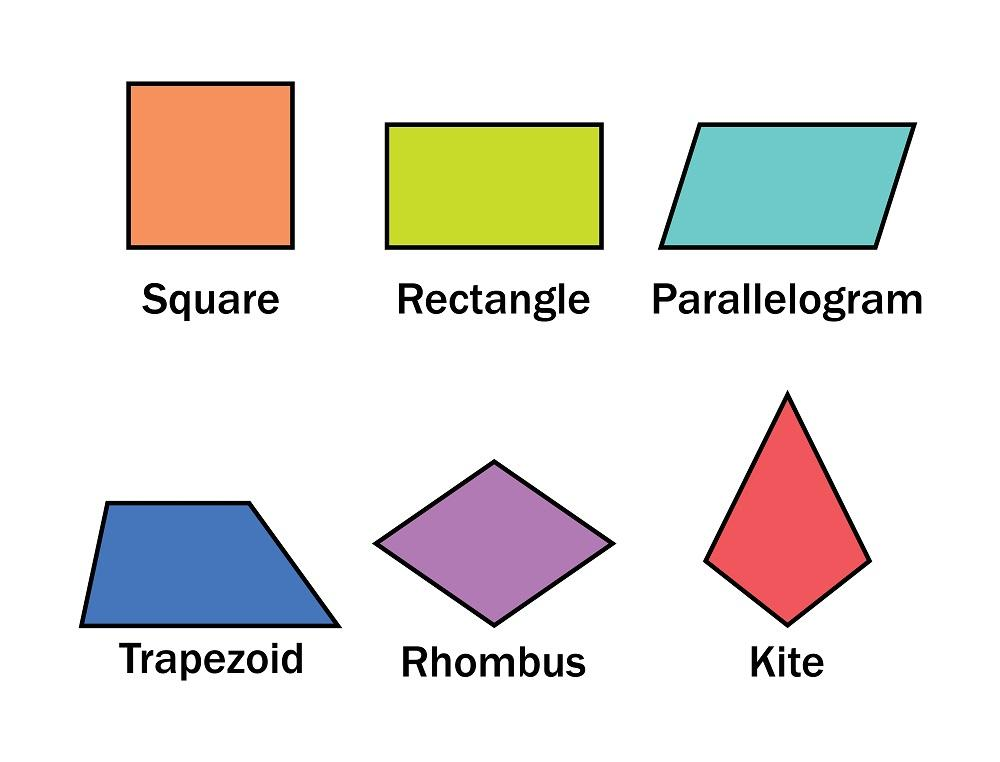 Square
Rectangle
Parallelogram
Trapezoid
Rhombus
Kite